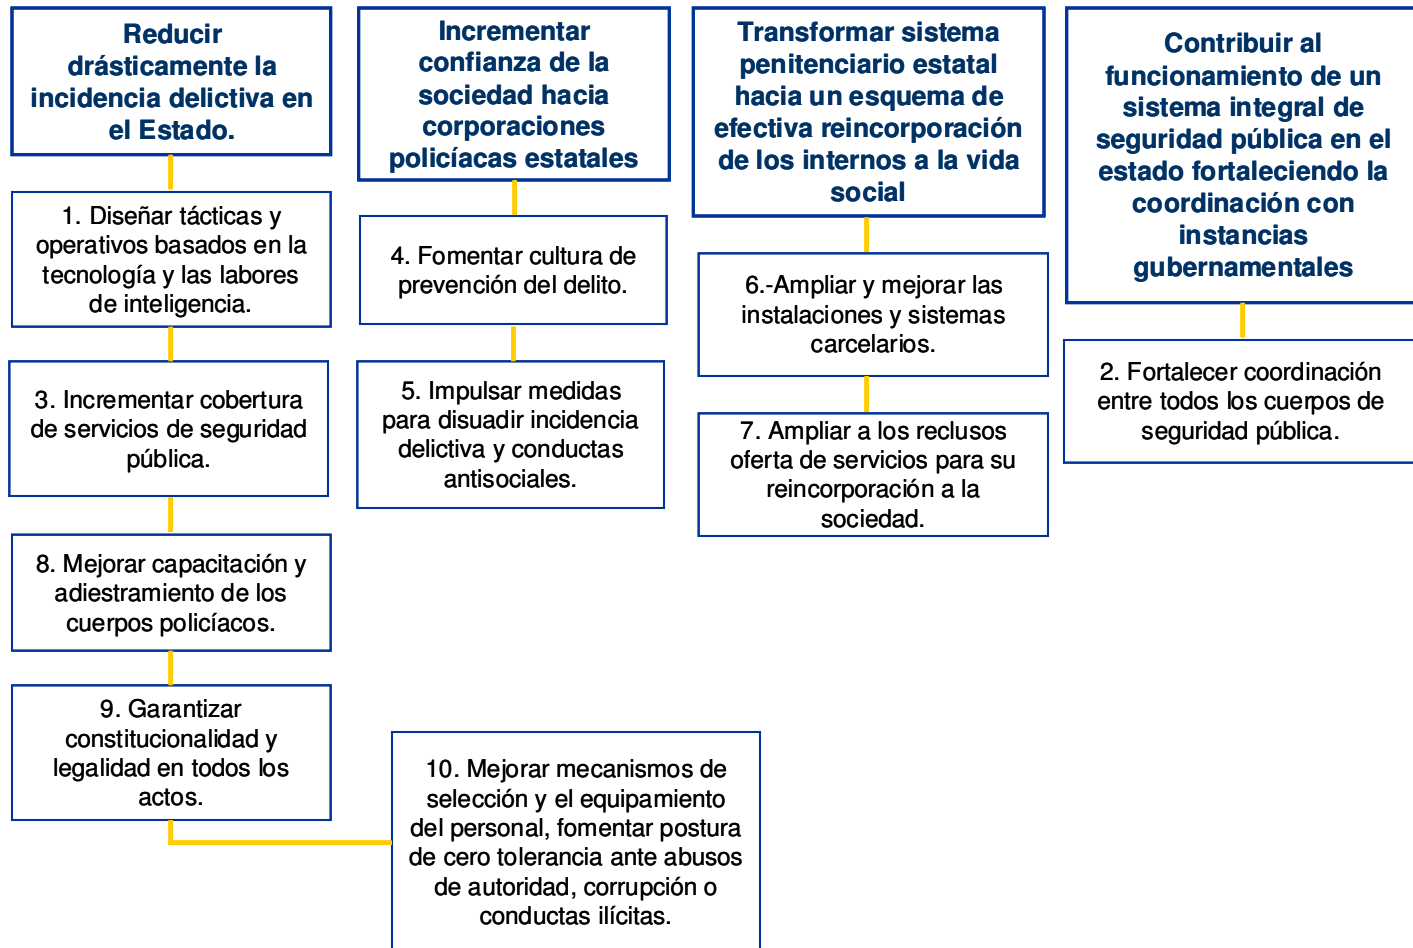 Reducir
drásticamente la
incidencia delictiva en
el Estado.
1. Diseñar tácticas y
operativos basados en la
tecnología y las labores
de inteligencia.
3. Incrementar cobertura
de servicios de seguridad
pública.
8. Mejorar capacitación y
adiestramiento de los
cuerpos policíacos.
9. Garantizar
constitucionalidad y
legalidad en todos los
actos.
10. Mejorar mecanismos de
selección y el equipamiento
del personal, fomentar postura
de cero tolerancia ante abusos
de autoridad, corrupción o
conductas ilícitas.
Incrementar
confianza de la
sociedad hacia
corporaciones
policíacas estatales
4. Fomentar cultura de
prevención del delito.
5. Impulsar medidas
para disuadir incidencia
delictiva y conductas
antisociales.
Transformar sistema
penitenciario estatal
hacia un esquema de
efectiva reincorporación
de los internos a la vida
social
6.-Ampliar y mejorar las
instalaciones y sistemas
carcelarios.
7. Ampliar a los reclusos
oferta de servicios para su
reincorporación a la
sociedad.
Contribuir al
funcionamiento de un
sistema integral de
seguridad pública en el
estado fortaleciendo la
coordinación con
instancias
gubernamentales
2. Fortalecer coordinación
entre todos los cuerpos de
seguridad pública.